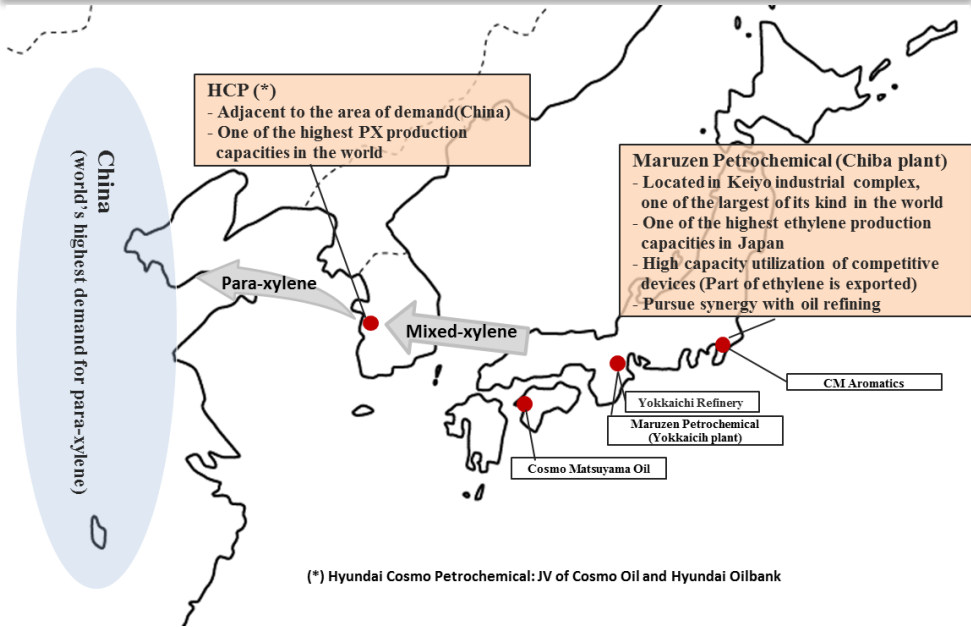 HCP (*)
- Adjacent to the area of demand(China)
- One of the highest PX production
capacities in the world
China
(world's highest demand for para-xylene)
Maruzen Petrochemical (Chiba plant)
- Located in Keiyo industrial complex,
one of the largest of its kind in the world
- One of the highest ethylene production
capacities in Japan
- High capacity utilization of competitive
devices (Part of ethylene is exported)
- Pursue synergy with oil refining
Para-xylene
Mixed-xylene
CM Aromatics
Yokkaichi Refinery
Maruzen Petrochemical
(Yokkaicih plant)
Cosmo Matsuyama Oil
(*) Hyundai Cosmo Petrochemical: JV of Cosmo Oil and Hyundai Oilbank